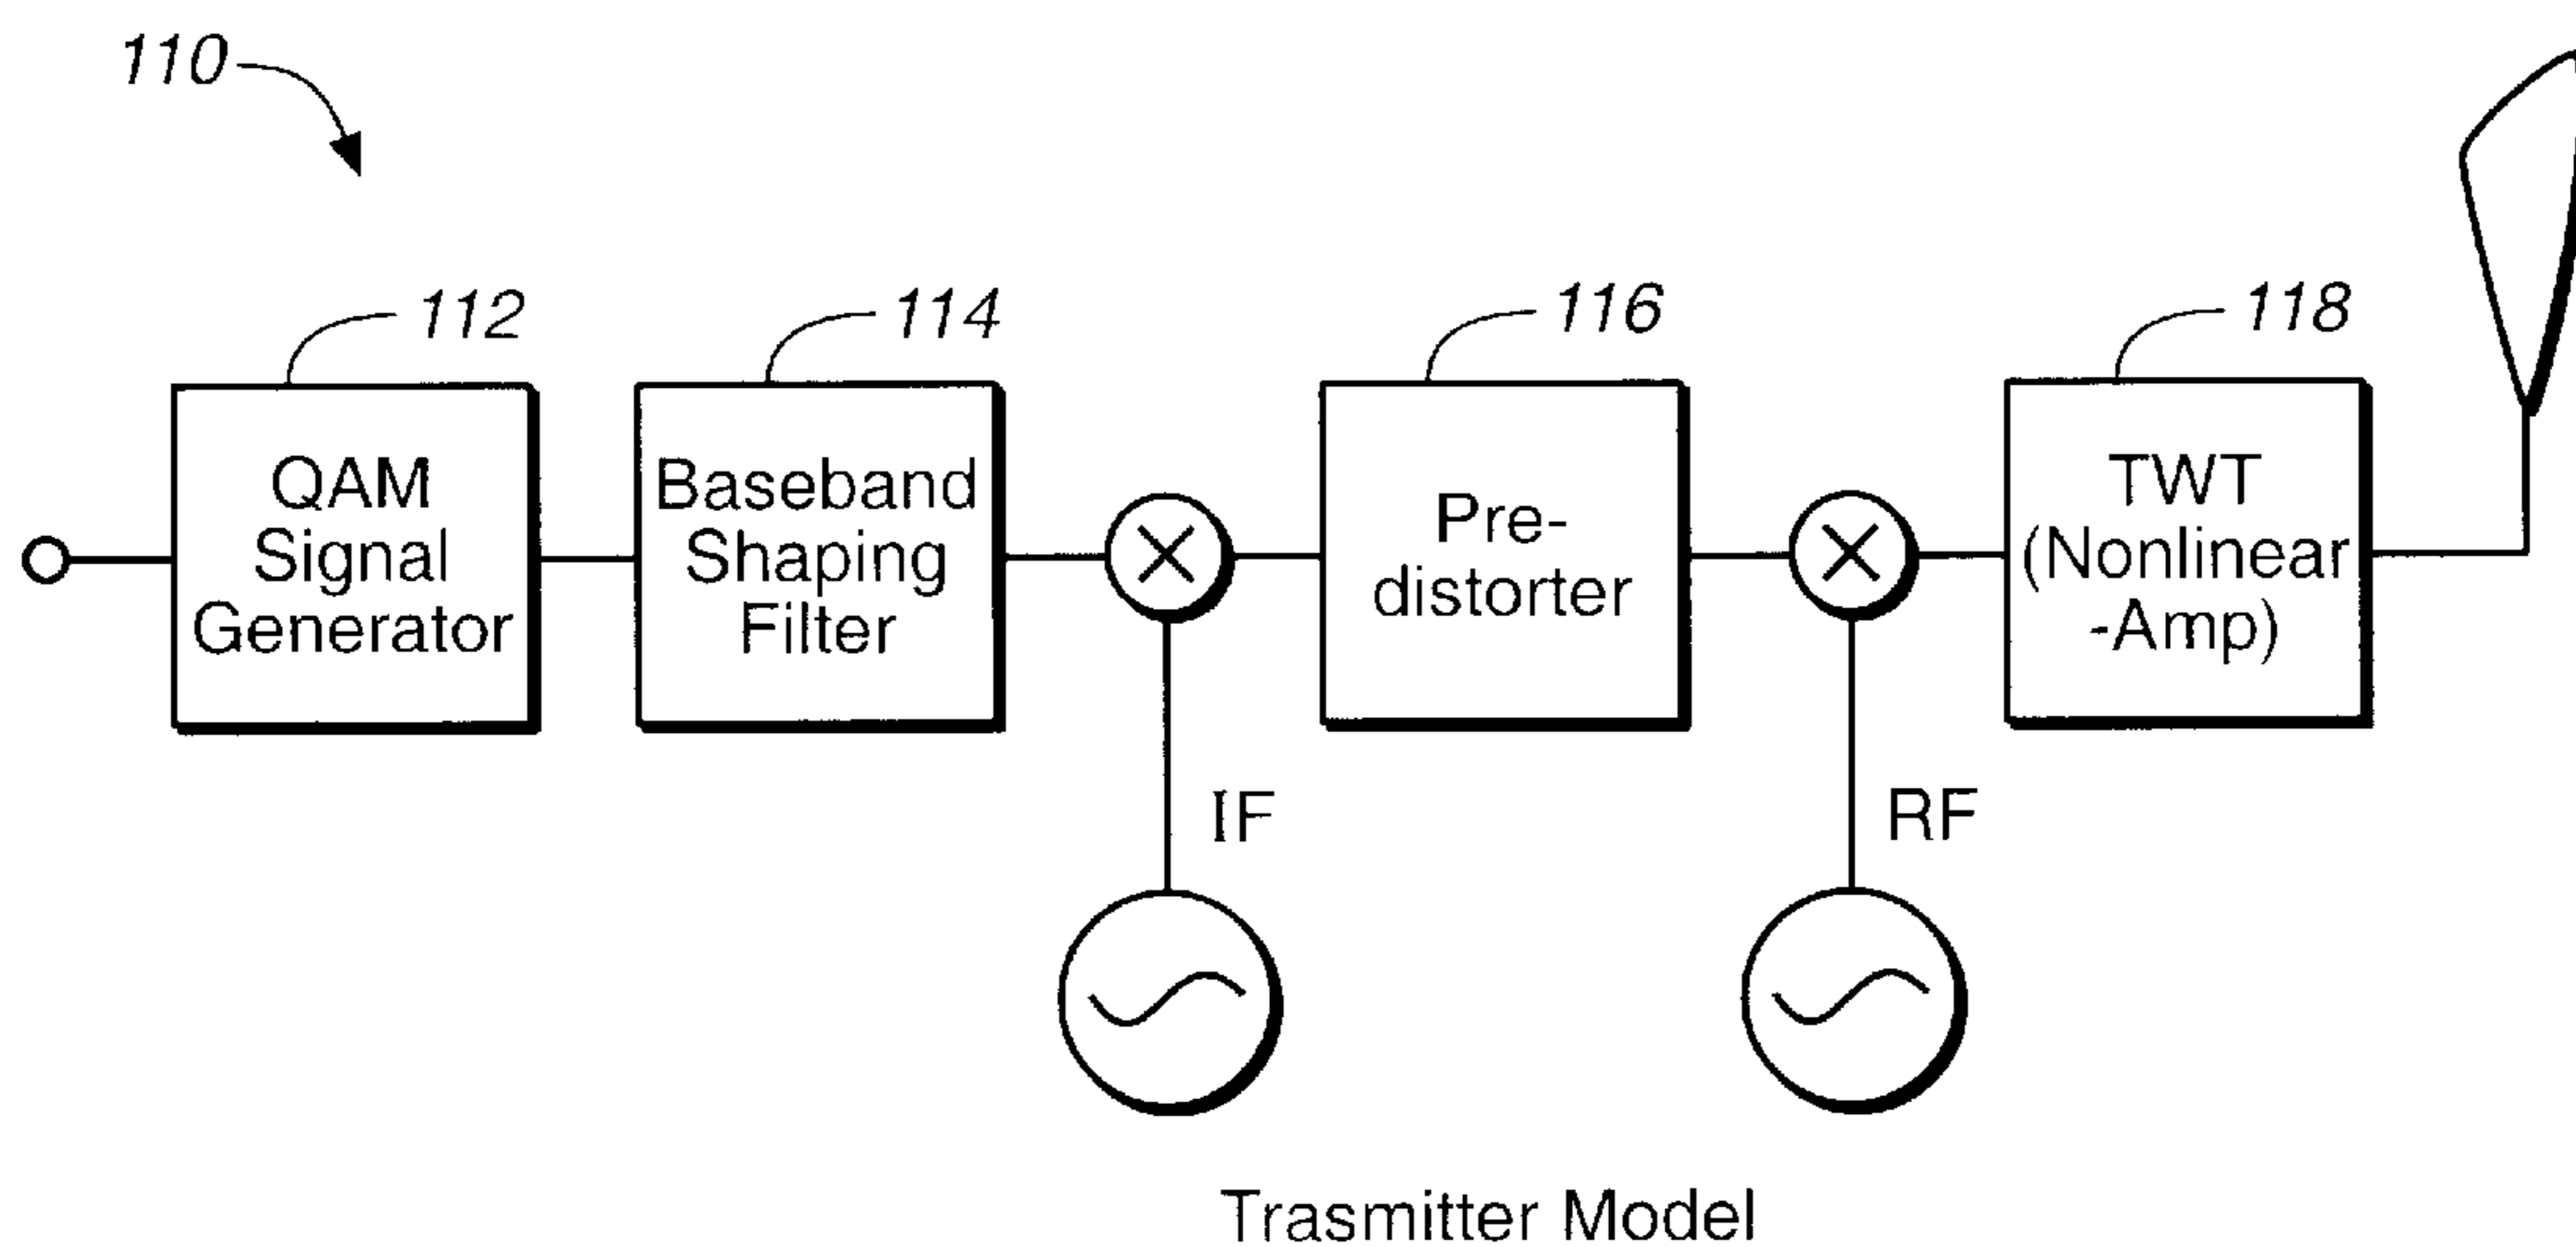 110
112
114
116
118
QAM
Signal
Generator
Baseband
Shaping
Filter
Pre-
distorter
TWT
(Nonlinear
-Amp)
IF
RF
Trasmitter Model